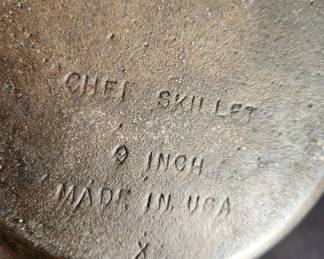 CHEF SKILLET
9 INCH
MADE IN USA
X